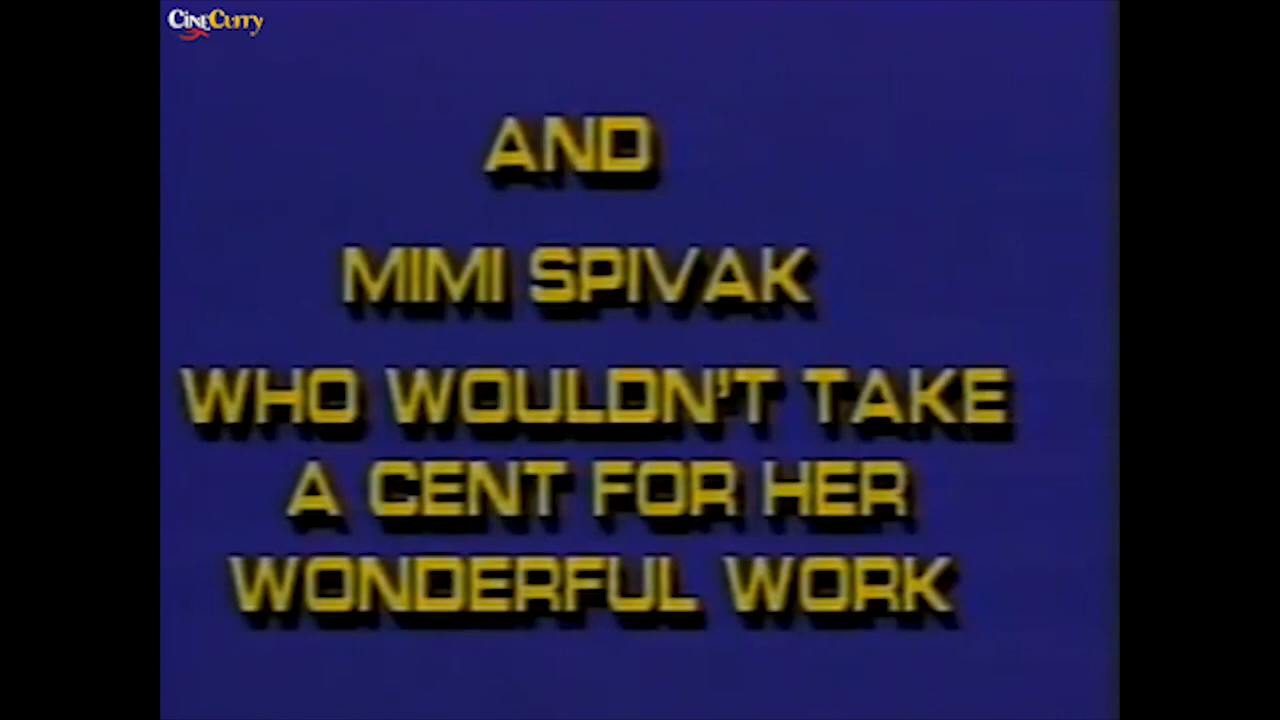 CineCurry
AND
MIMI SPIVAK
WHO WOULDN'T TAKE
A CENT FOR HER
WONDERFUL WORK